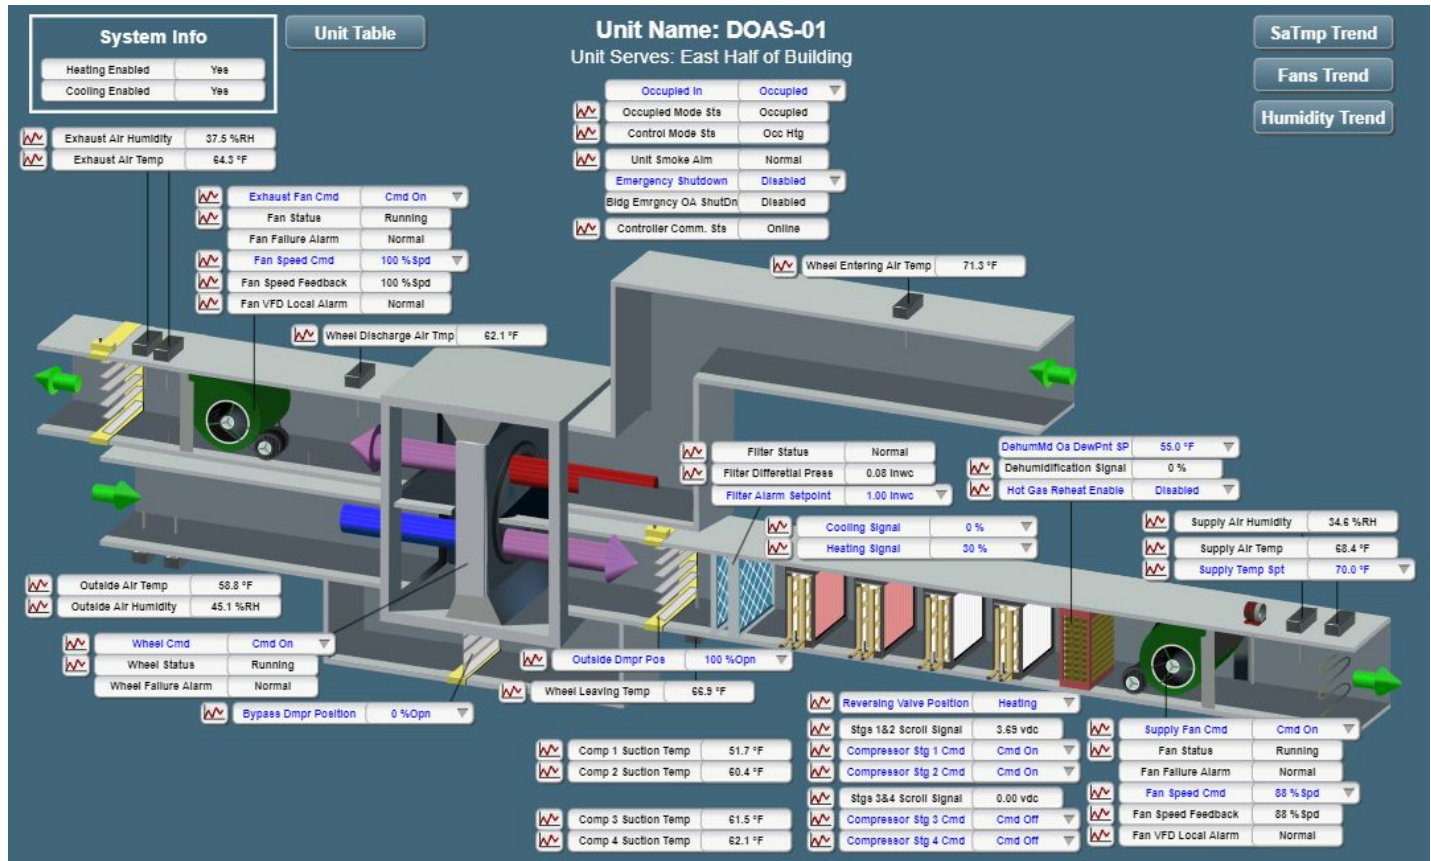 System Info
Heating Enabled Yes
Cooling Enabled Yes
Unit Table
Unit Name: DOAS-01
Unit Serves: East Half of Building
SaTmp Trend
Fans Trend
Humidity Trend
Occupied In Occupied
Occupied Mode Sts Occupied
Control Mode Sts Occ Htg
Unit Smoke Alm Normal
Emergency Shutdown Disabled
Bldg Emrgncy OA ShutDn Disabled
Controller Comm. Sts Online
Exhaust Air Humidity 37.5 %RH
Exhaust Air Temp 64.3 °F
Exhaust Fan Cmd Cmd On
Fan Status Running
Fan Failure Alarm Normal
Fan Speed Cmd 100 %Spd
Fan Speed Feedback 100 %Spd
Fan VFD Local Alarm Normal
Wheel Entering Air Temp 71.3 °F
Wheel Discharge Air Tmp 62.1 °F
Filter Status Normal
Filter Differetial Press 0.08 Inwc
Filter Alarm Setpoint 1.00 Inwc
DehumMd Oa DewPnt SP 55.0 °F
Dehumidification Signal 0 %
Hot Gas Reheat Enable Disabled
Cooling Signal 0 %
Heating Signal 30 %
Supply Air Humidity 34.6 %RH
Supply Air Temp 68.4 °F
Supply Temp Spt 70.0 °F
Outside Air Temp 58.8 °F
Outside Air Humidity 45.1 %RH
Wheel Cmd Cmd On
Wheel Status Running
Wheel Failure Alarm Normal
Bypass Dmpr Position 0 %Opn
Outside Dmpr Pos 100 %Opn
Wheel Leaving Temp 66.9 °F
Comp 1 Suction Temp 51.7 °F
Comp 2 Suction Temp 60.4 °F
Comp 3 Suction Temp 61.5 °F
Comp 4 Suction Temp 62.1 °F
Reversing Valve Position Heating
Stgs 1&2 Scroll Signal 3.69 vdc
Compressor Stg 1 Cmd Cmd On
Compressor Stg 2 Cmd Cmd On
Stgs 3&4 Scroll Signal 0.00 vdc
Compressor Stg 3 Cmd Cmd Off
Compressor Stg 4 Cmd Cmd Off
Supply Fan Cmd Cmd On
Fan Status Running
Fan Failure Alarm Normal
Fan Speed Cmd 88 %Spd
Fan Speed Feedback 88 %Spd
Fan VFD Local Alarm Normal